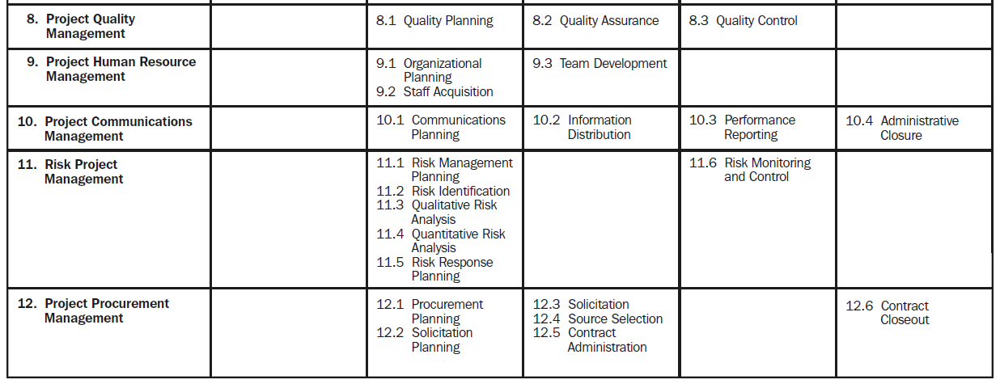 8. Project Quality
Management
8.1 Quality Planning
8.2 Quality Assurance
8.3 Quality Control
9. Project Human Resource
Management
9.1 Organizational
Planning
9.2 Staff Acquisition
9.3 Team Development
10. Project Communications
Management
10.1 Communications
Planning
10.2 Information
Distribution
10.3 Performance
Reporting
10.4 Administrative
Closure
11. Risk Project
Management
11.1 Risk Management
Planning
11.2 Risk Identification
11.3 Qualitative Risk
Analysis
11.4 Quantitative Risk
Analysis
11.5 Risk Response
Planning
11.6 Risk Monitoring
and Control
12. Project Procurement
Management
12.1 Procurement
Planning
12.2 Solicitation
Planning
12.3 Solicitation
12.4 Source Selection
12.5 Contract
Administration
12.6 Contract
Closeout